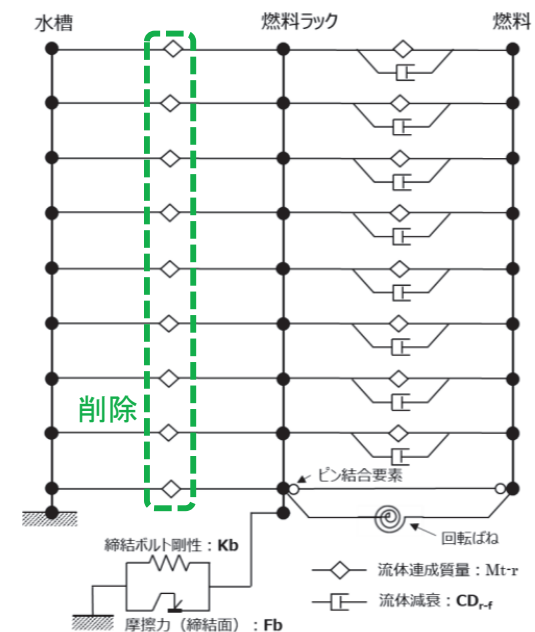 水槽
燃料ラック
燃料
削除
ピン結合要素
回転ばね
締結ボルト剛性：Kb
流体連成質量：Mt-r
流体減衰：CDr-f
摩擦力（締結面）：Fb